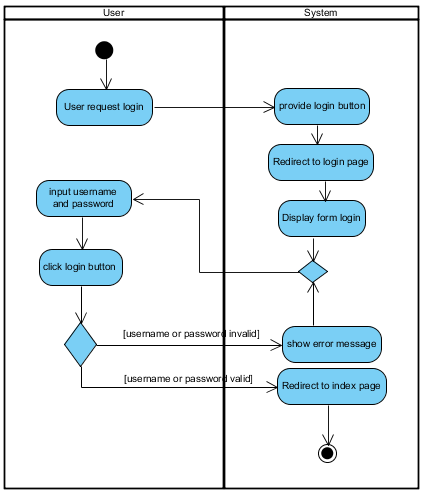 User
System
User request login
provide login button
Redirect to login page
input username
and password
Display form login
click login button
[username or password invalid]
show error message
[username or password valid]
Redirect to index page